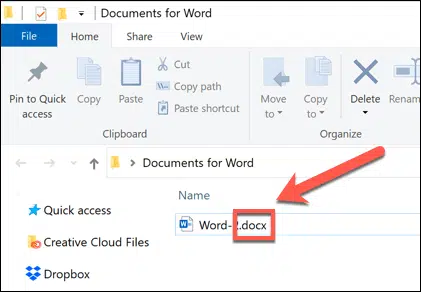 Documents for Word
File Home Share View
Pin to Quick access
Copy
Paste
Cut
Copy path
Paste shortcut
Move to
Copy to
Delete
Renam
Clipboard
Organize
Documents for Word
Name
Quick access
Word-2.docx
Creative Cloud Files
Dropbox